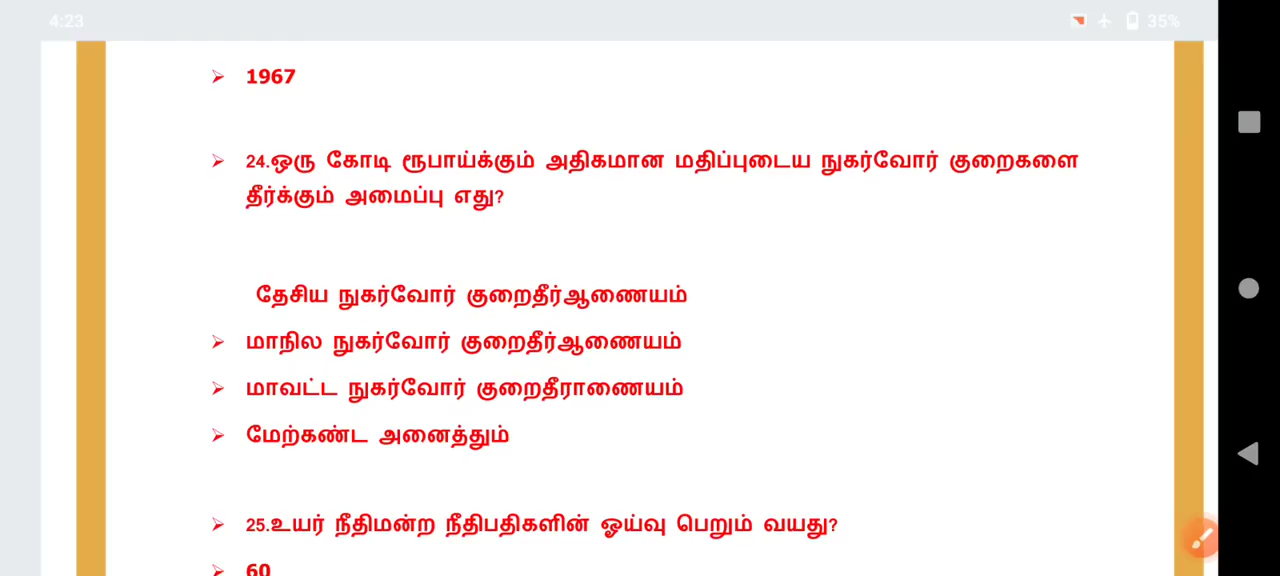 4:23
35%
➢ 1967
➢ 24.ஒரு கோடி ரூபாய்க்கும் அதிகமான மதிப்புடைய நுகர்வோர் குறைகளை
தீர்க்கும் அமைப்பு எது?
தேசிய நுகர்வோர் குறைதீர்ஆணையம்
➢ மாநில நுகர்வோர் குறைதீர்ஆணையம்
➢ மாவட்ட நுகர்வோர் குறைதீராணையம்
➢ மேற்கண்ட அனைத்தும்
➢ 25.உயர் நீதிமன்ற நீதிபதிகளின் ஓய்வு பெறும் வயது?
➢ 60